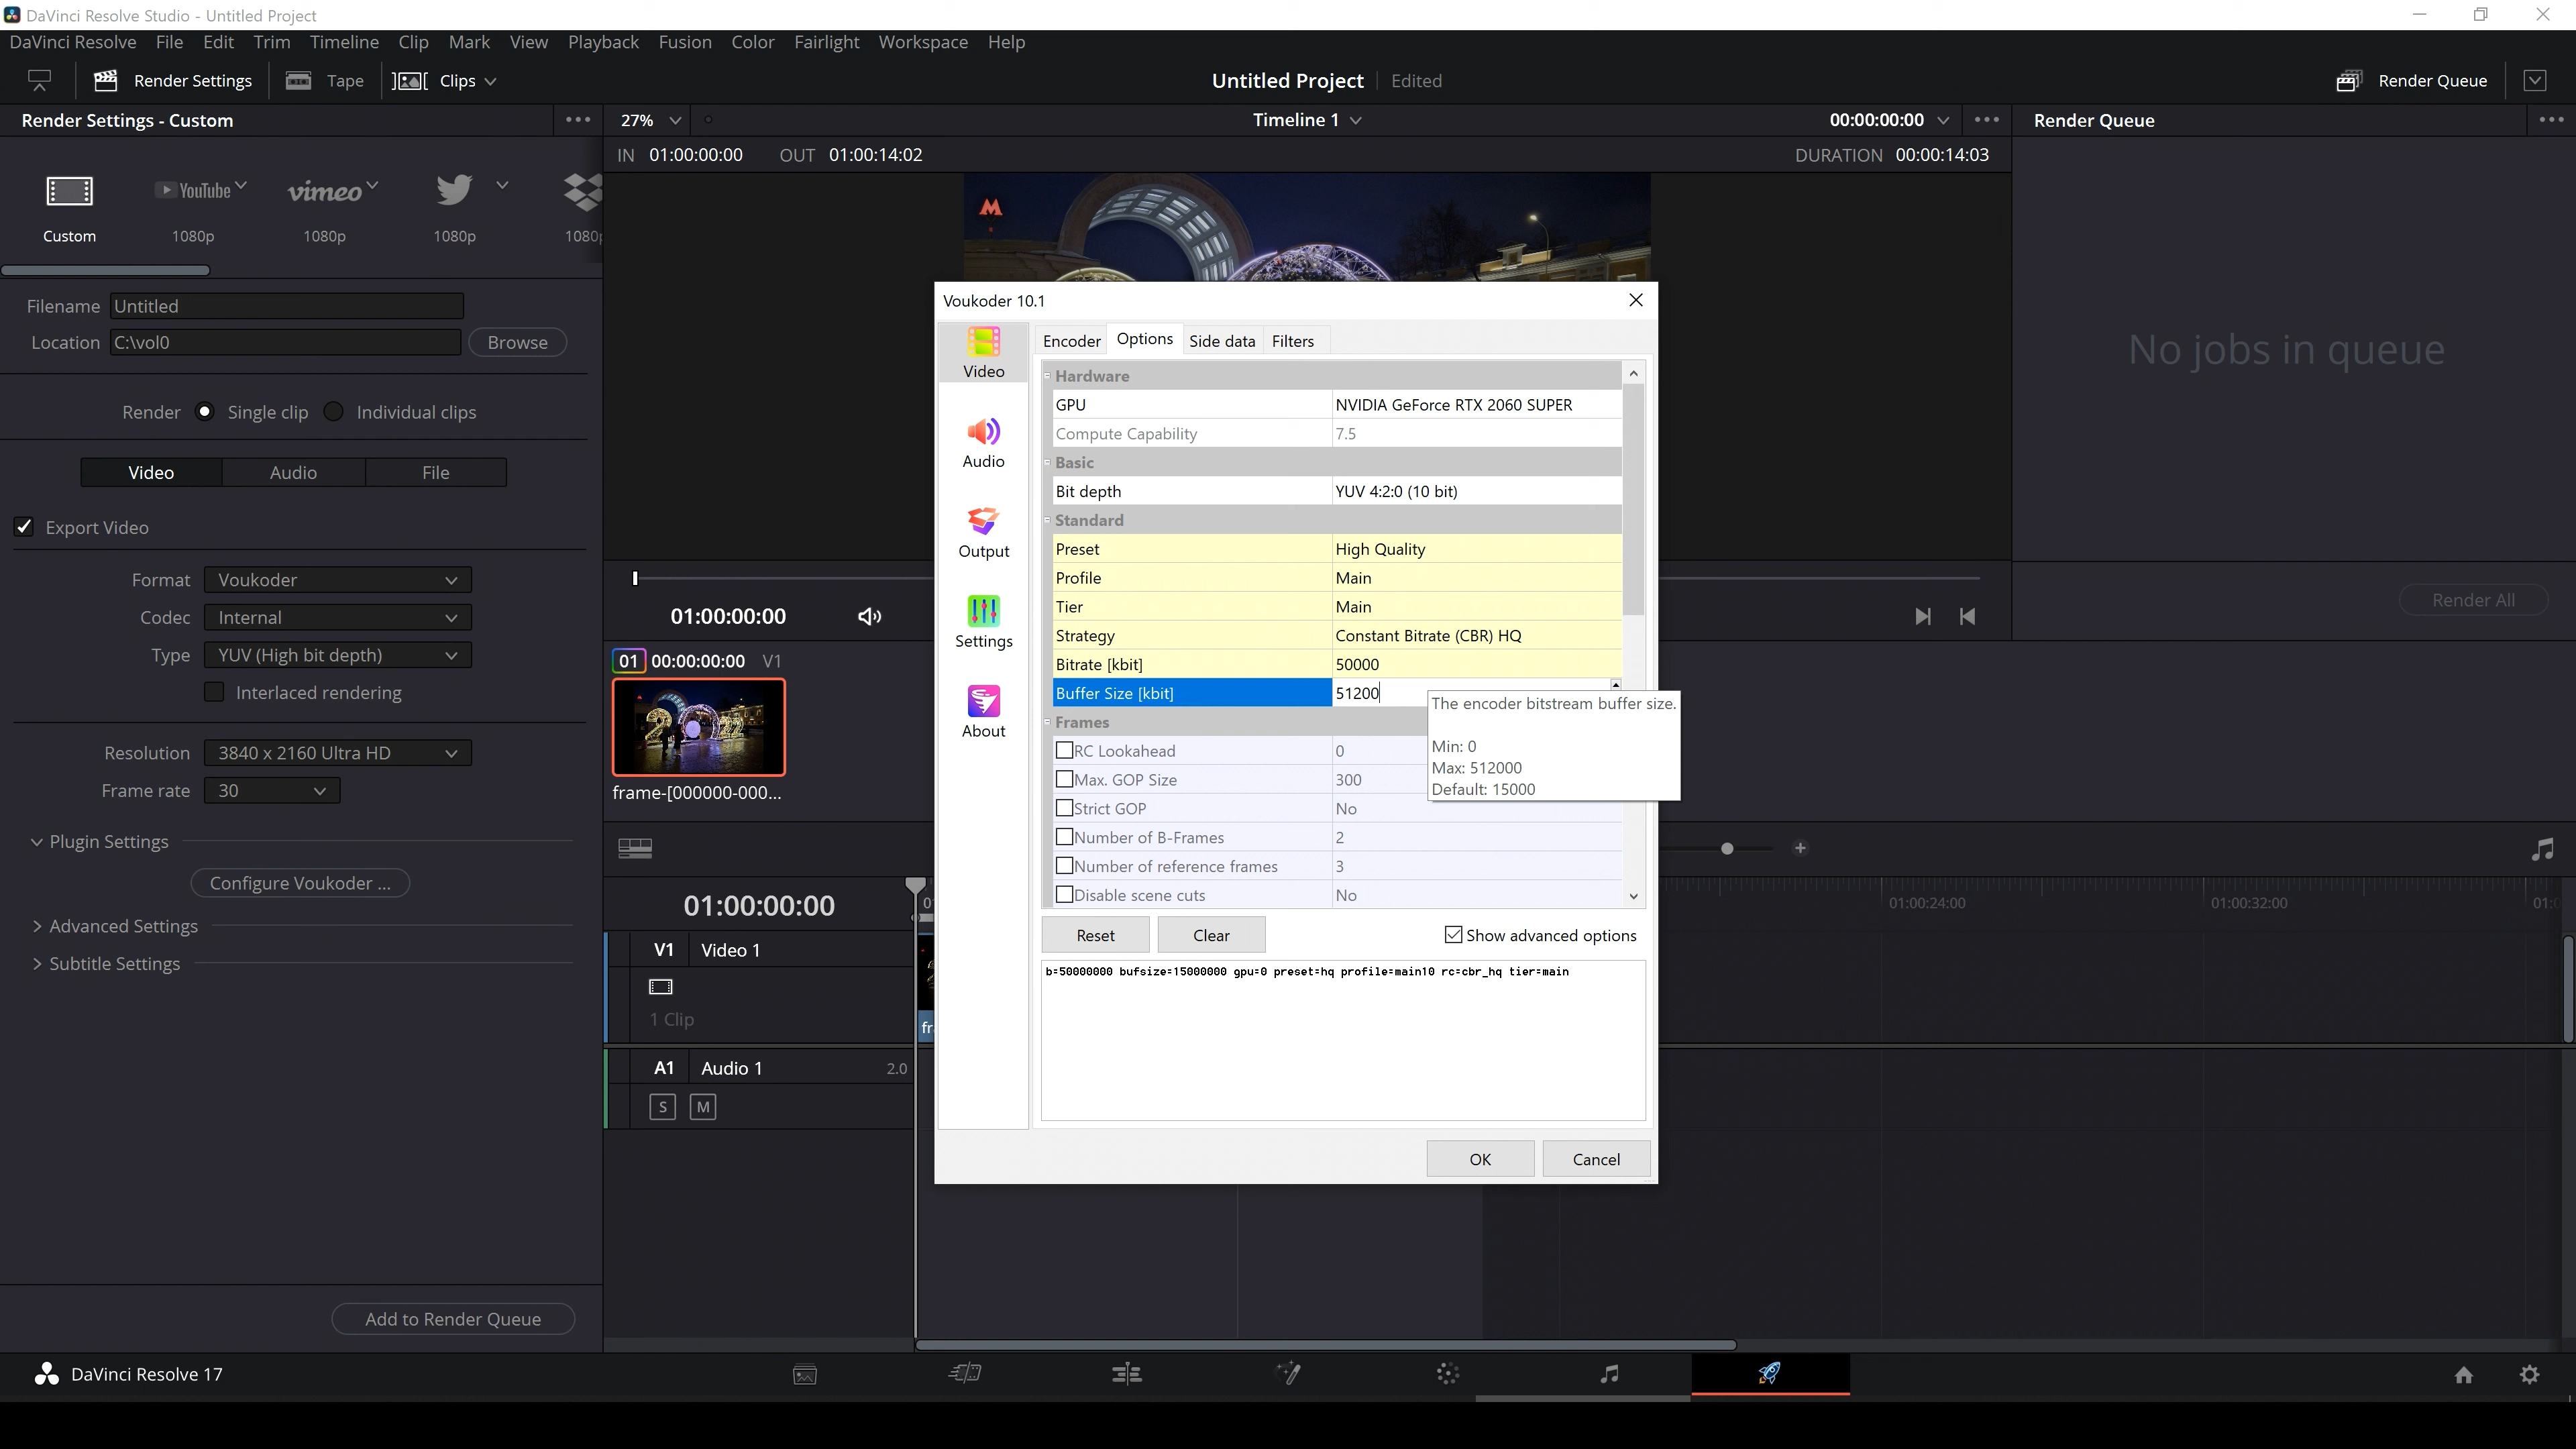 DaVinci Resolve Studio - Untitled Project
DaVinci Resolve File Edit Trim Timeline Clip Mark View Playback Fusion Color Fairlight Workspace Help
Render Settings Tape Clips Untitled Project Edited Render Queue
Render Settings - Custom 27% Timeline 1 00:00:00:00 Render Queue
IN 01:00:00:00 OUT 01:00:14:02 DURATION 00:00:14:03
YouTube vimeo
Custom 1080p 1080p 1080p 1080p
M
Filename Untitled
Location C:\vol0 Browse
Render Single clip Individual clips
Video Audio File
Export Video
Format Voukoder
Codec Internal
Type YUV (High bit depth)
Interlaced rendering
Resolution 3840 x 2160 Ultra HD
Frame rate 30
Plugin Settings
Configure Voukoder ...
Advanced Settings
Subtitle Settings
Add to Render Queue
01:00:00:00
01 00:00:00:00 V1
2022
frame-[000000-000...
01:00:00:00
V1 Video 1
1 Clip
A1 Audio 1 2.0
S M
Voukoder 10.1
Video
Audio
Output
Settings
About
Encoder Options Side data Filters
Hardware
GPU NVIDIA GeForce RTX 2060 SUPER
Compute Capability 7.5
Basic
Bit depth YUV 4:2:0 (10 bit)
Standard
Preset High Quality
Profile Main
Tier Main
Strategy Constant Bitrate (CBR) HQ
Bitrate [kbit] 50000
Buffer Size [kbit] 51200
The encoder bitstream buffer size.
Min: 0
Max: 512000
Default: 15000
Frames
RC Lookahead 0
Max. GOP Size 300
Strict GOP No
Number of B-Frames 2
Number of reference frames 3
Disable scene cuts No
Reset Clear Show advanced options
b=50000000 bufsize=15000000 gpu=0 preset=hq profile=main10 rc=cbr_hq tier=main
OK Cancel
No jobs in queue
Render All
01:00:24:00 01:00:32:00
DaVinci Resolve 17